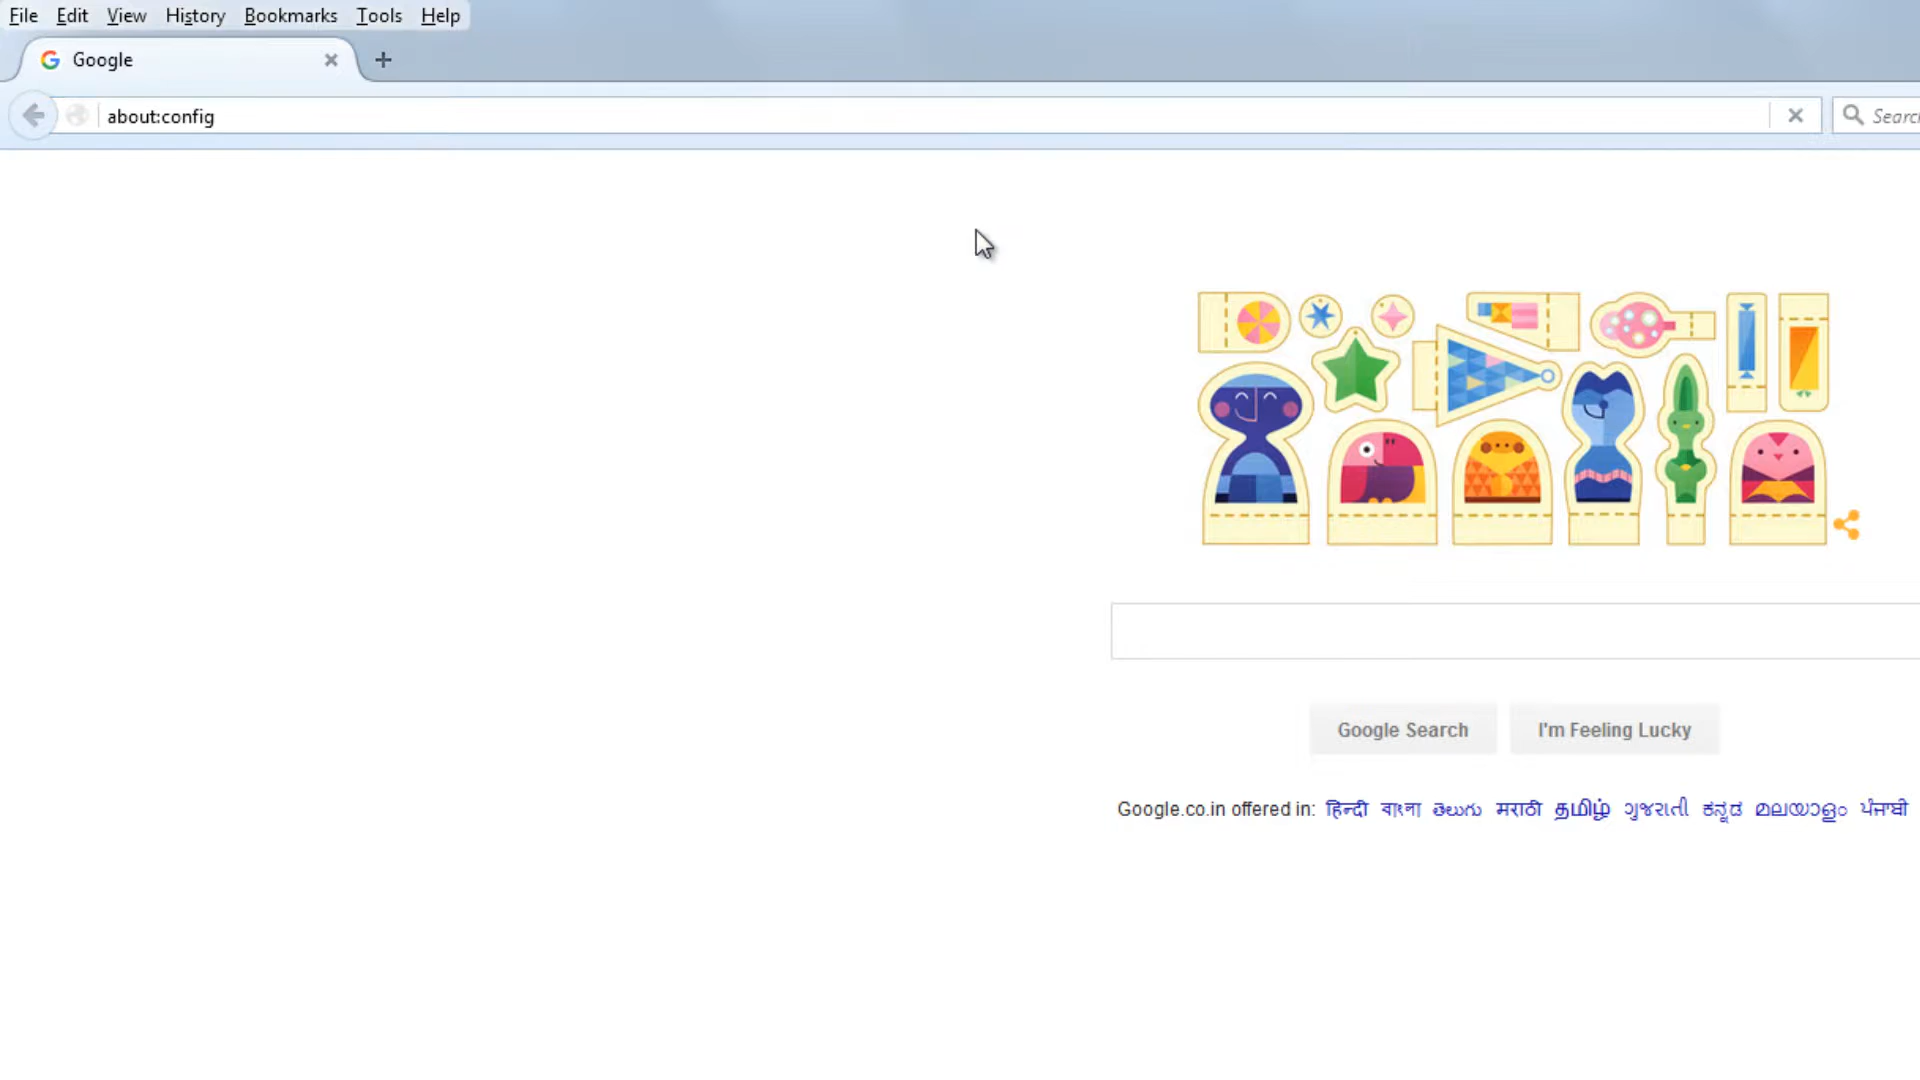 File Edit View History Bookmarks Tools Help
Google
about:config
Search
Google Search I'm Feeling Lucky
Google.co.in offered in: हिन्दी বাংলা తెలుగు मराठी தமிழ் ગુજરાતી ಕನ್ನಡ മലയാളം ਪੰਜਾਬੀ